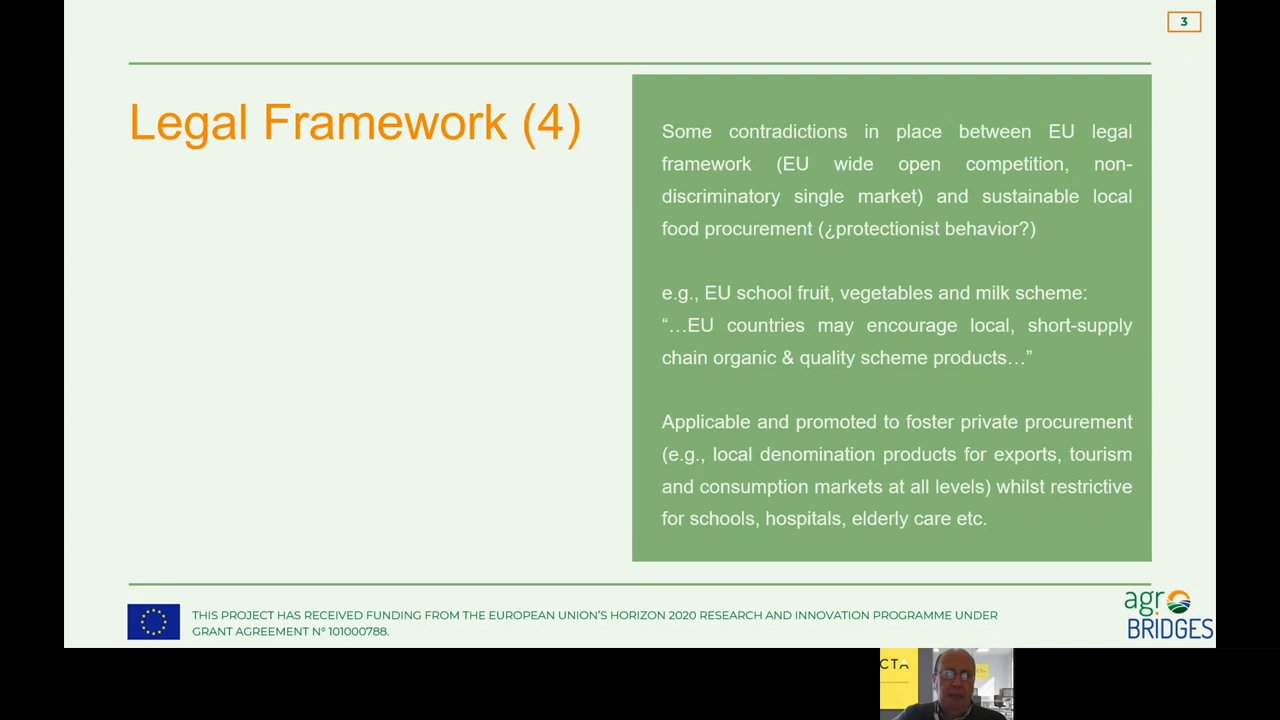 3
Legal Framework (4)
Some contradictions in place between EU legal
framework (EU wide open competition, non-
discriminatory single market) and sustainable local
food procurement (¿protectionist behavior?)
e.g., EU school fruit, vegetables and milk scheme:
“…EU countries may encourage local, short-supply
chain organic & quality scheme products…”
Applicable and promoted to foster private procurement
(e.g., local denomination products for exports, tourism
and consumption markets at all levels) whilst restrictive
for schools, hospitals, elderly care etc.
THIS PROJECT HAS RECEIVED FUNDING FROM THE EUROPEAN UNION’S HORIZON 2020 RESEARCH AND INNOVATION PROGRAMME UNDER
GRANT AGREEMENT Nº 101000788.
agr
BRIDGES
CTA